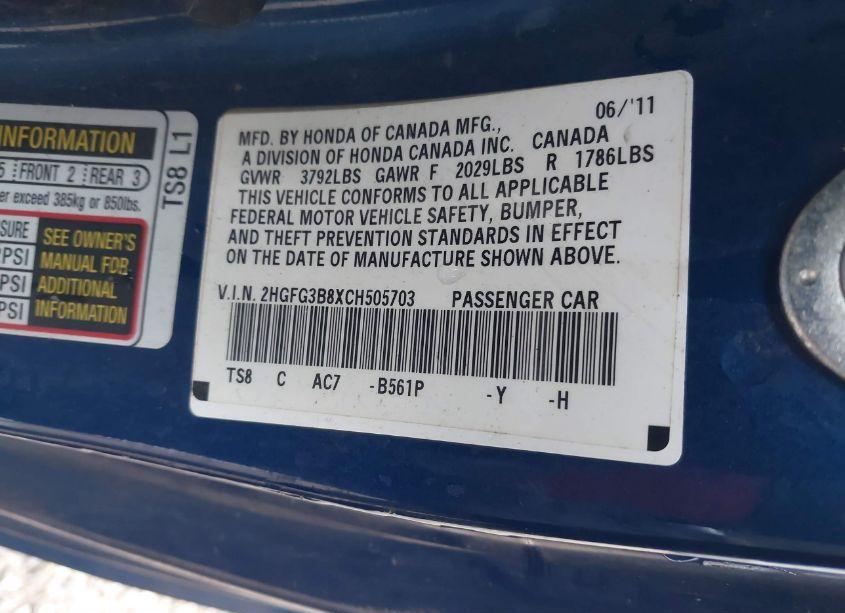 INFORMATION
5 FRONT 2 REAR 3
er exceed 385kg or 850lbs.
SURE
PSI
PSI
PSI
SEE OWNER'S
MANUAL FOR
ADDITIONAL
INFORMATION
TS8 L1
06/'11
MFD. BY HONDA OF CANADA MFG.,
A DIVISION OF HONDA CANADA INC. CANADA
GVWR 3792LBS GAWR F 2029LBS R 1786LBS
THIS VEHICLE CONFORMS TO ALL APPLICABLE
FEDERAL MOTOR VEHICLE SAFETY, BUMPER,
AND THEFT PREVENTION STANDARDS IN EFFECT
ON THE DATE OF MANUFACTURE SHOWN ABOVE.
V.I.N. 2HGFG3B8XCH505703 PASSENGER CAR
TS8 C AC7 -B561P -Y -H